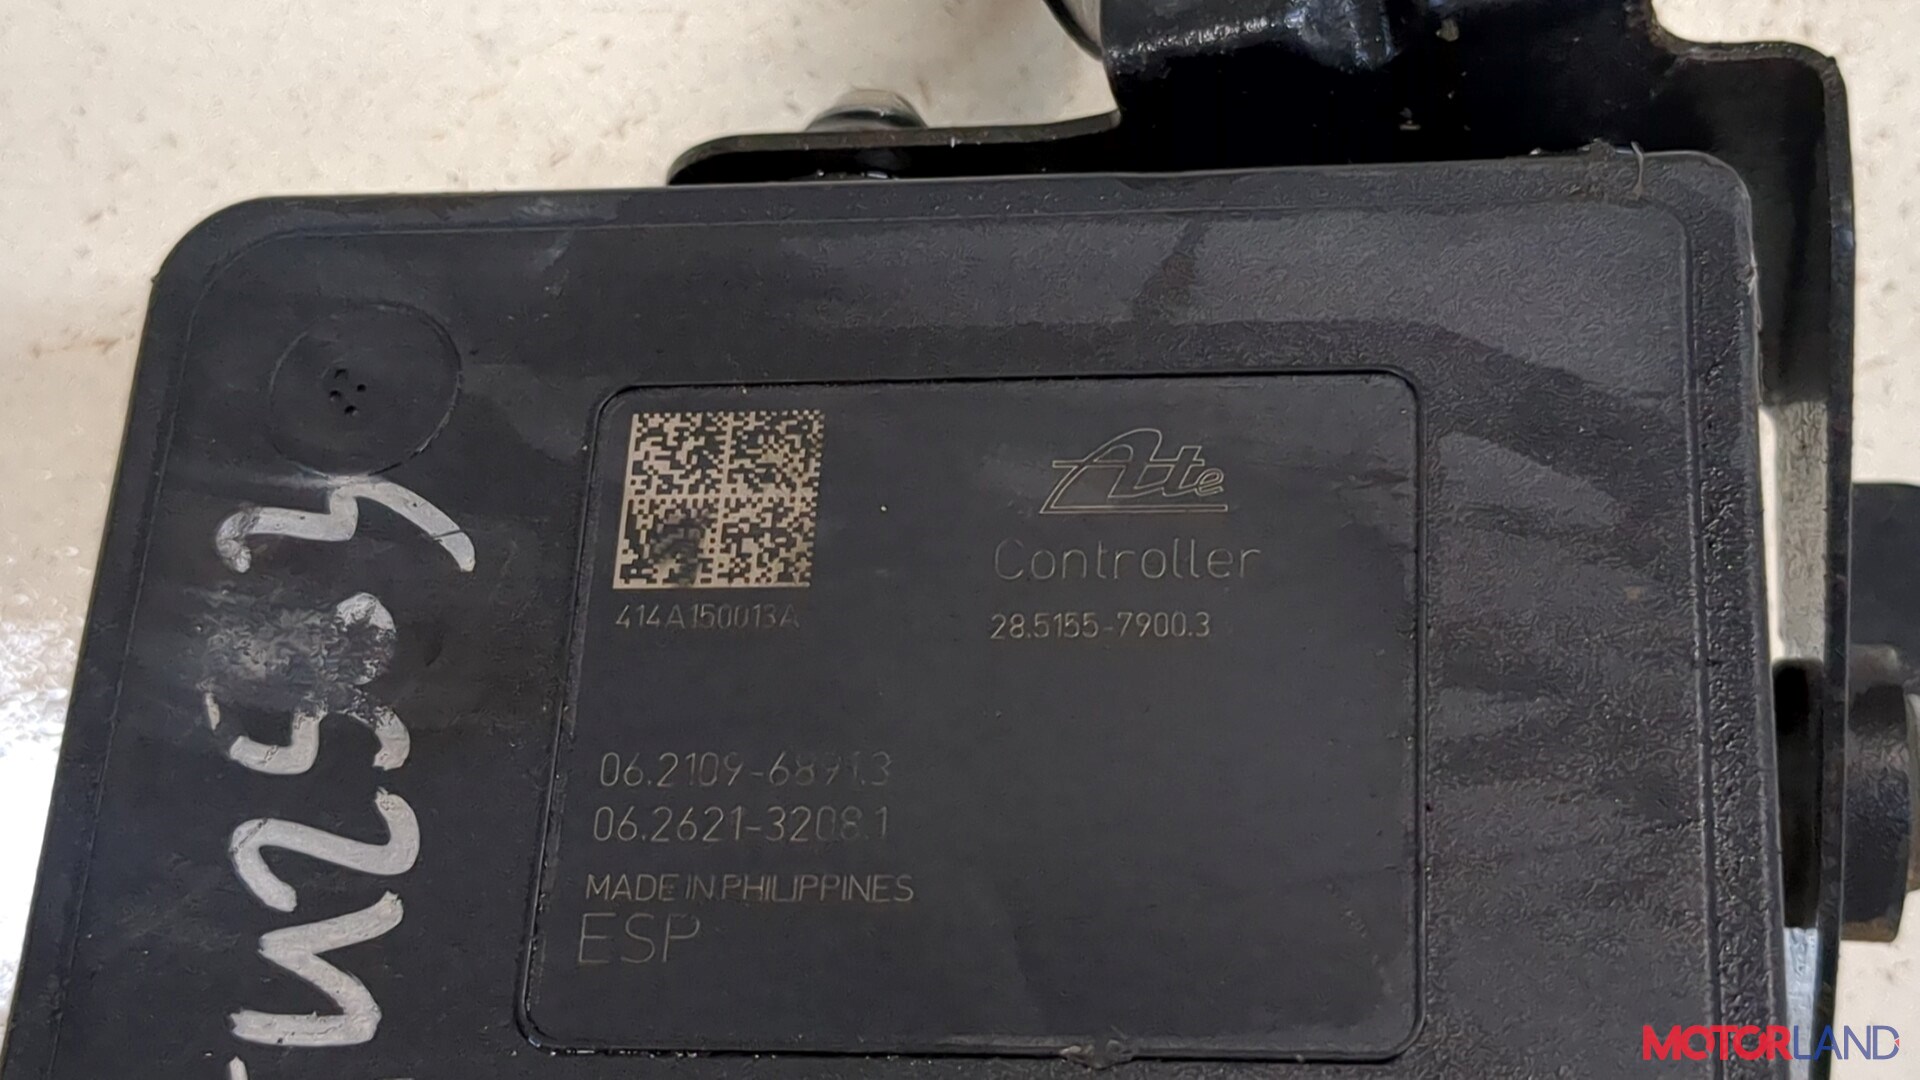 Ate
Controller
414A150013A
28.5155-7900.3
06.2109-6891.3
06.2621-3208.1
MADE IN PHILIPPINES
ESP
MOTORLAND